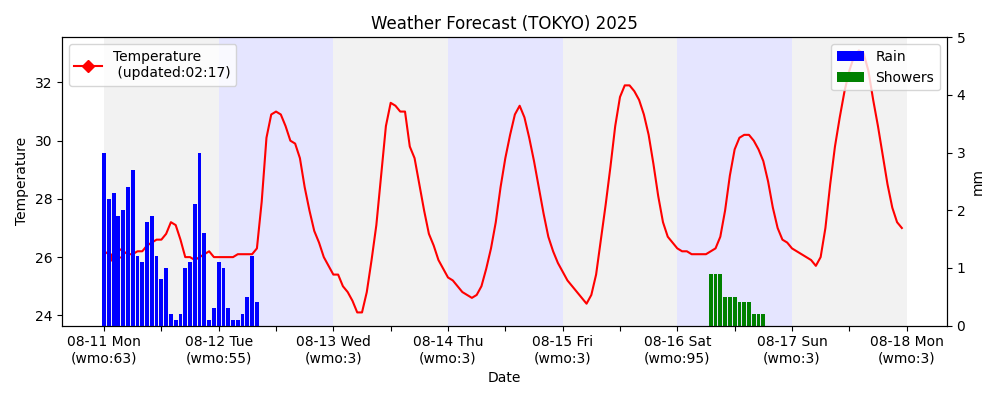 Weather Forecast (TOKYO) 2025
Temperature
(updated:02:17)
Rain
Showers
32
30
28
26
24
Temperature
5
4
3
2
1
0
mm
08-11 Mon
(wmo:63)
08-12 Tue
(wmo:55)
08-13 Wed
(wmo:3)
08-14 Thu
(wmo:3)
08-15 Fri
(wmo:3)
08-16 Sat
(wmo:95)
08-17 Sun
(wmo:3)
08-18 Mon
(wmo:3)
Date